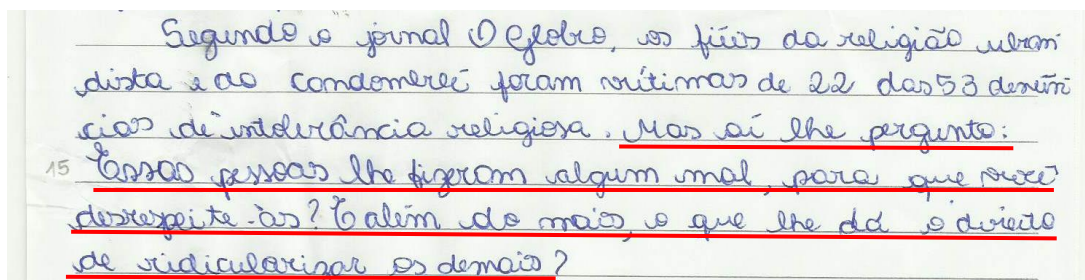 Segundo o jornal O Globo, os fiéis da religião umban
dista e do candomblé foram vítimas de 22 das 53 denún
cias de intolerância religiosa. Mas aí lhe pergunto:
15 Essas pessoas lhe fizeram algum mal, para que você
desrespeite-às? E além do mais, o que lhe dá o direito
de ridicularizar os demais?